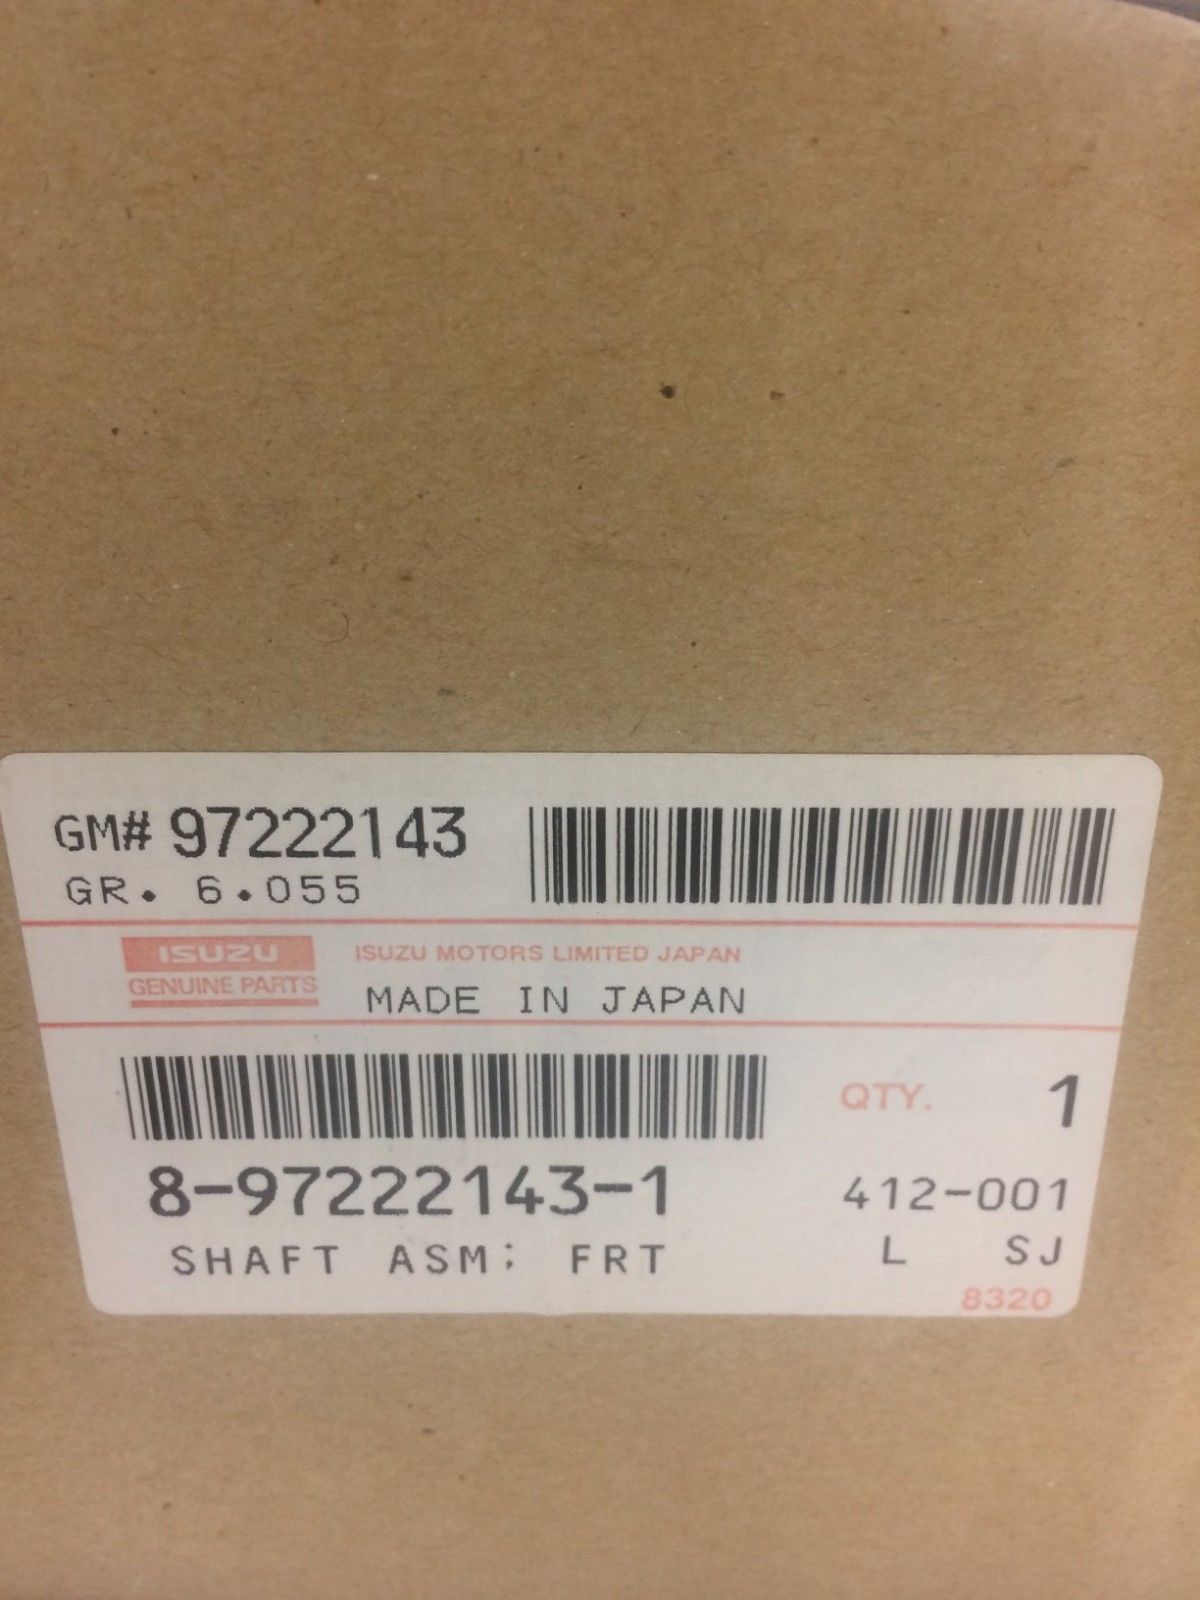 GM# 97222143
GR. 6.055
ISUZU
GENUINE PARTS
ISUZU MOTORS LIMITED JAPAN
MADE IN JAPAN
QTY. 1
8-97222143-1
412-001
SHAFT ASM; FRT
L SJ
8320